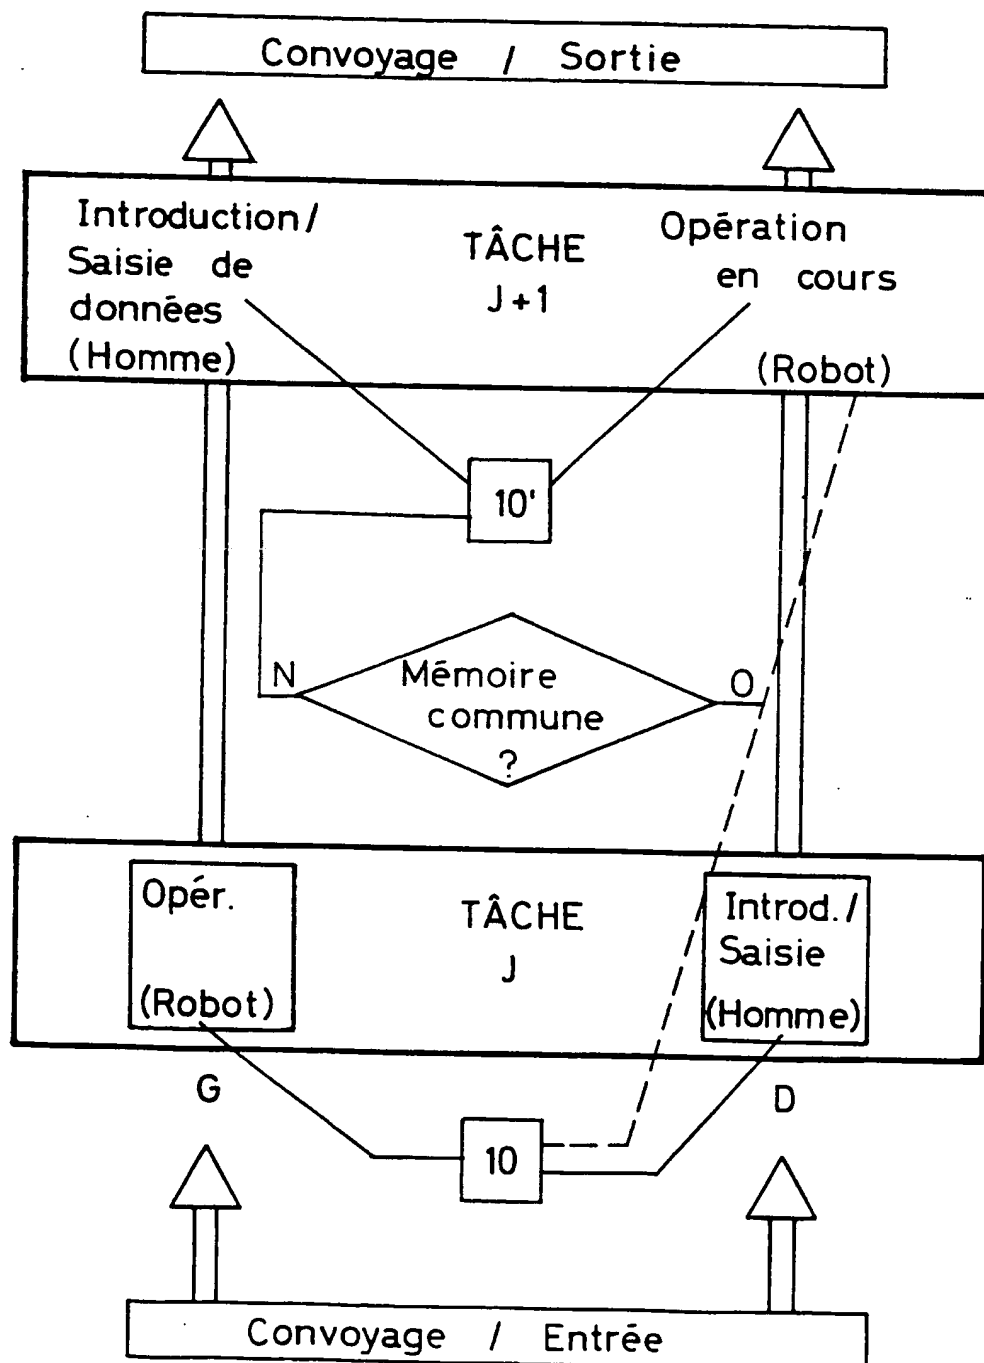 Convoyage / Sortie
Introduction/
Saisie de
données
(Homme)
TÂCHE
J+1
Opération
en cours
(Robot)
10'
N
Mémoire
commune
?
O
Opér.
(Robot)
TÂCHE
J
Introd./
Saisie
(Homme)
G
D
10
Convoyage / Entrée